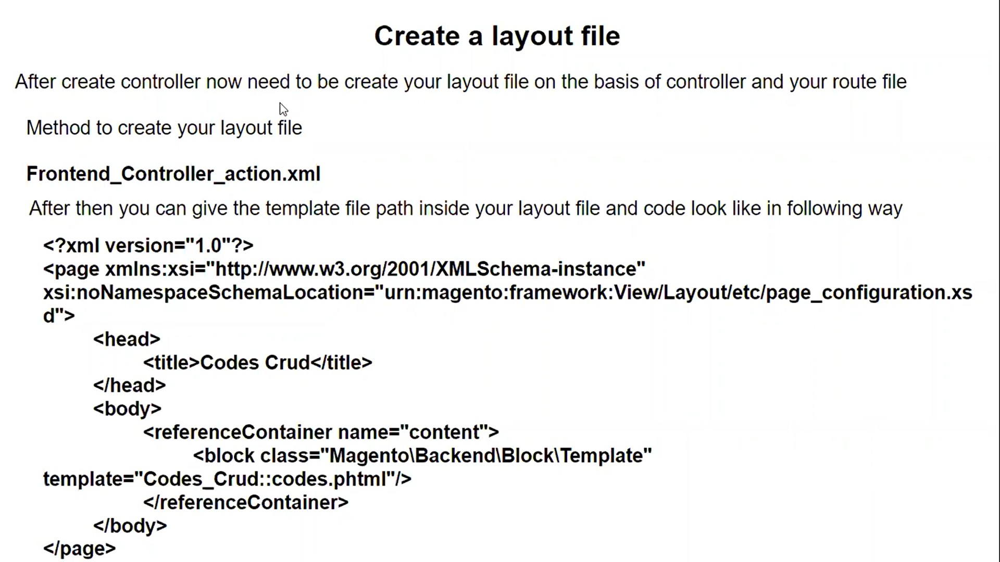 Create a layout file
After create controller now need to be create your layout file on the basis of controller and your route file
Method to create your layout file
Frontend_Controller_action.xml
After then you can give the template file path inside your layout file and code look like in following way
<?xml version="1.0"?>
<page xmlns:xsi="http://www.w3.org/2001/XMLSchema-instance"
xsi:noNamespaceSchemaLocation="urn:magento:framework:View/Layout/etc/page_configuration.xs
d">
<head>
<title>Codes Crud</title>
</head>
<body>
<referenceContainer name="content">
<block class="Magento\Backend\Block\Template"
template="Codes_Crud::codes.phtml"/>
</referenceContainer>
</body>
</page>